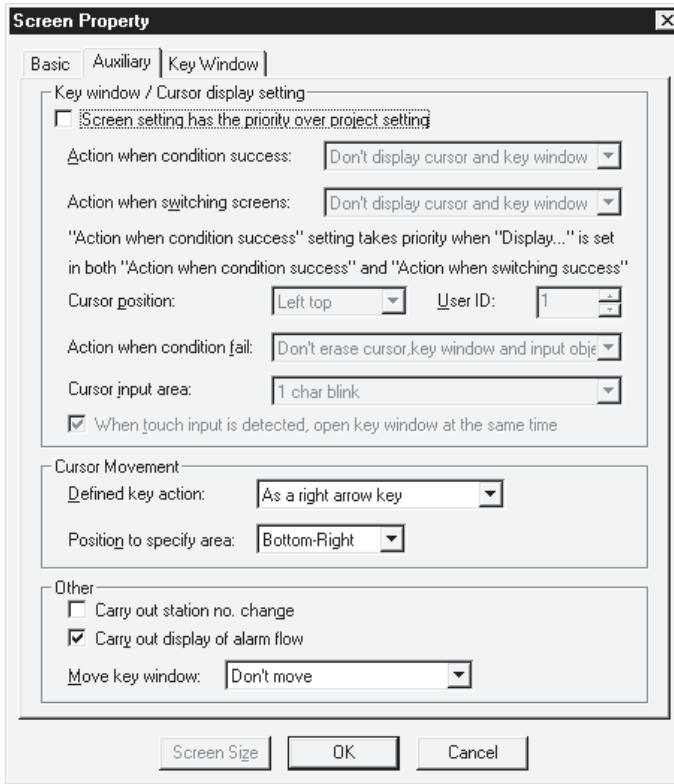 Screen Property
Basic Auxiliary Key Window
Key window / Cursor display setting
Screen setting has the priority over project setting
Action when condition success: Don't display cursor and key window
Action when switching screens: Don't display cursor and key window
"Action when condition success" setting takes priority when "Display..." is set
in both "Action when condition success" and "Action when switching success"
Cursor position: Left top User ID: 1
Action when condition fail: Don't erase cursor,key window and input obje
Cursor input area: 1 char blink
When touch input is detected, open key window at the same time
Cursor Movement
Defined key action: As a right arrow key
Position to specify area: Bottom-Right
Other
Carry out station no. change
Carry out display of alarm flow
Move key window: Don't move
Screen Size OK Cancel